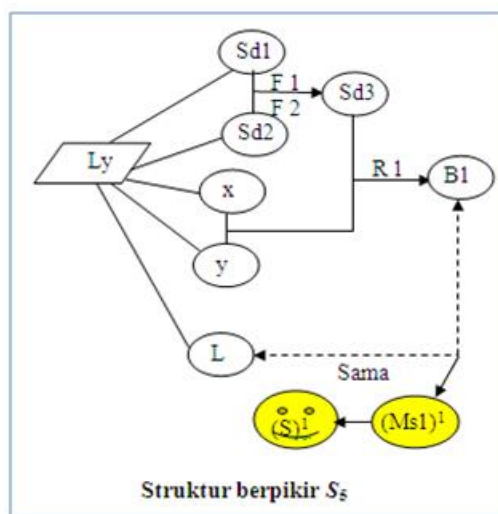 Sd1
F 1
F 2
Sd3
Sd2
Ly
x
R 1
B1
y
L
Sama
(S)¹
(Ms1)¹
Struktur berpikir S₅